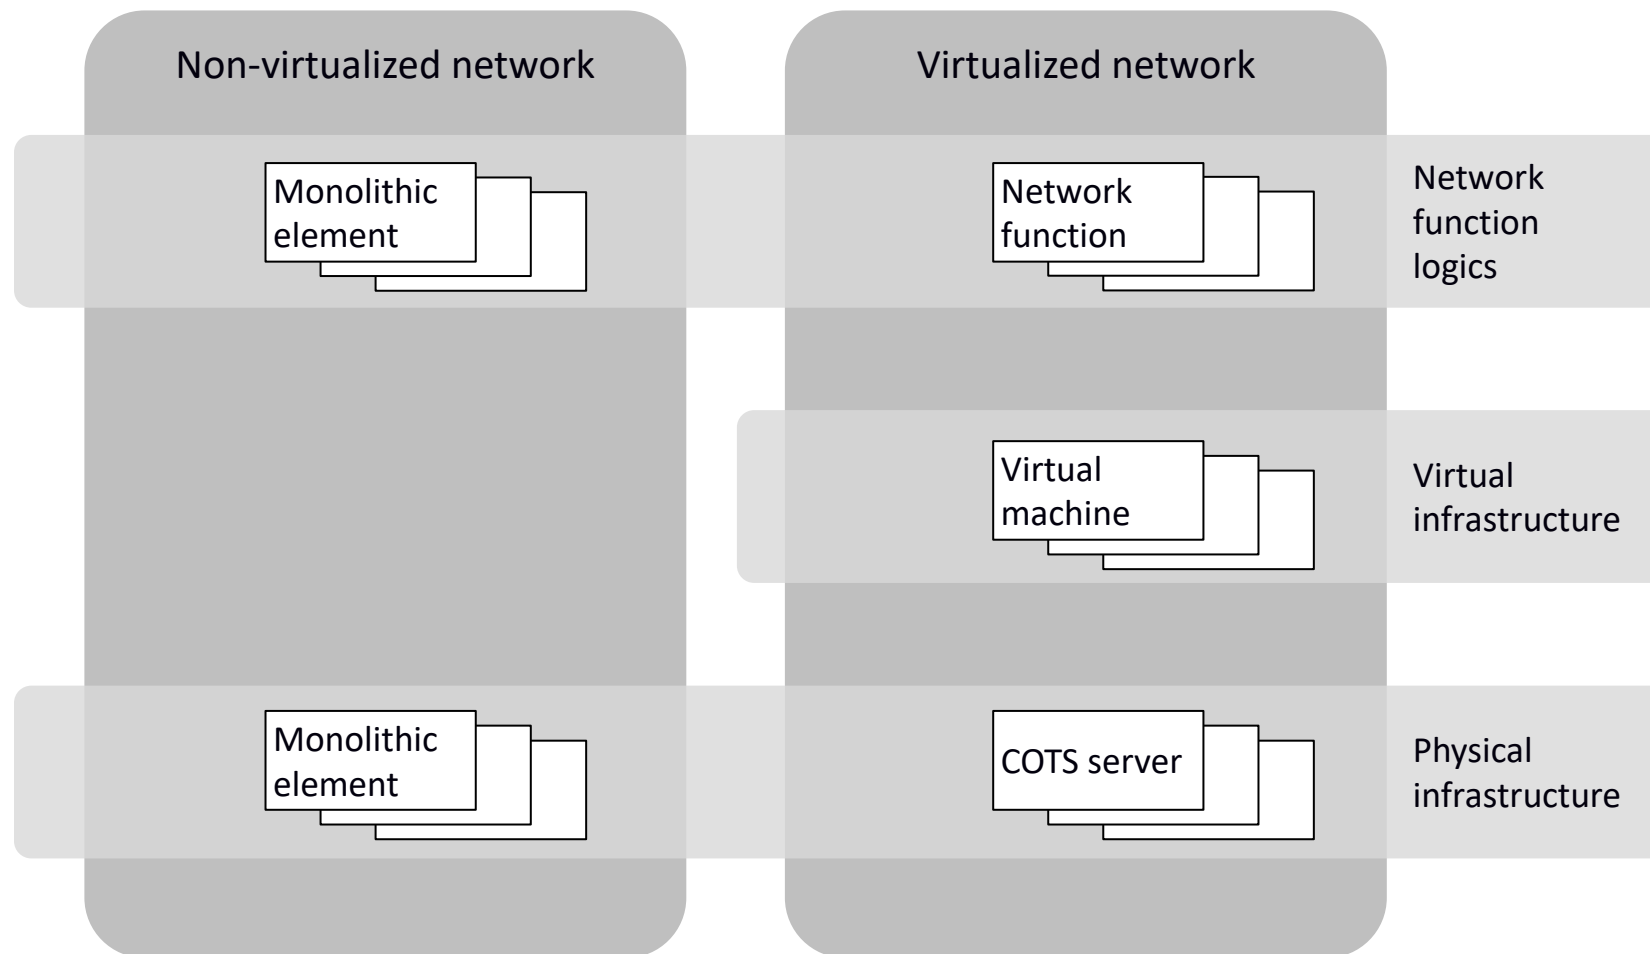 Non-virtualized network
Virtualized network
Monolithic
element
Network
function
Network
function
logics
Virtual
machine
Virtual
infrastructure
Monolithic
element
COTS server
Physical
infrastructure